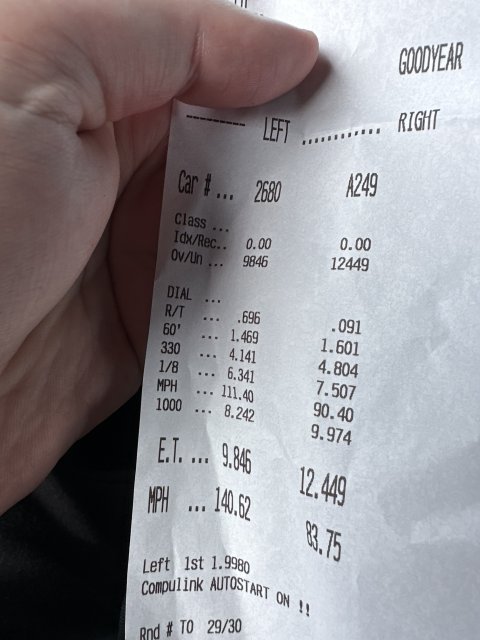 GOODYEAR
------- LEFT ............ RIGHT
Car # ... 2680 A249
Class ...
Idx/Rec.. 0.00 0.00
Ov/Un ... 9846 12449
DIAL ...
R/T ... .696 .091
60' ... 1.469 1.601
330 ... 4.141 4.804
1/8 ... 6.341 7.507
MPH ... 111.40 90.40
1000 ... 8.242 9.974
E.T. ... 9.846 12.449
MPH ... 140.62 83.75
Left 1st 1.9980
Compulink AUTOSTART ON !!
Rnd # TO 29/30